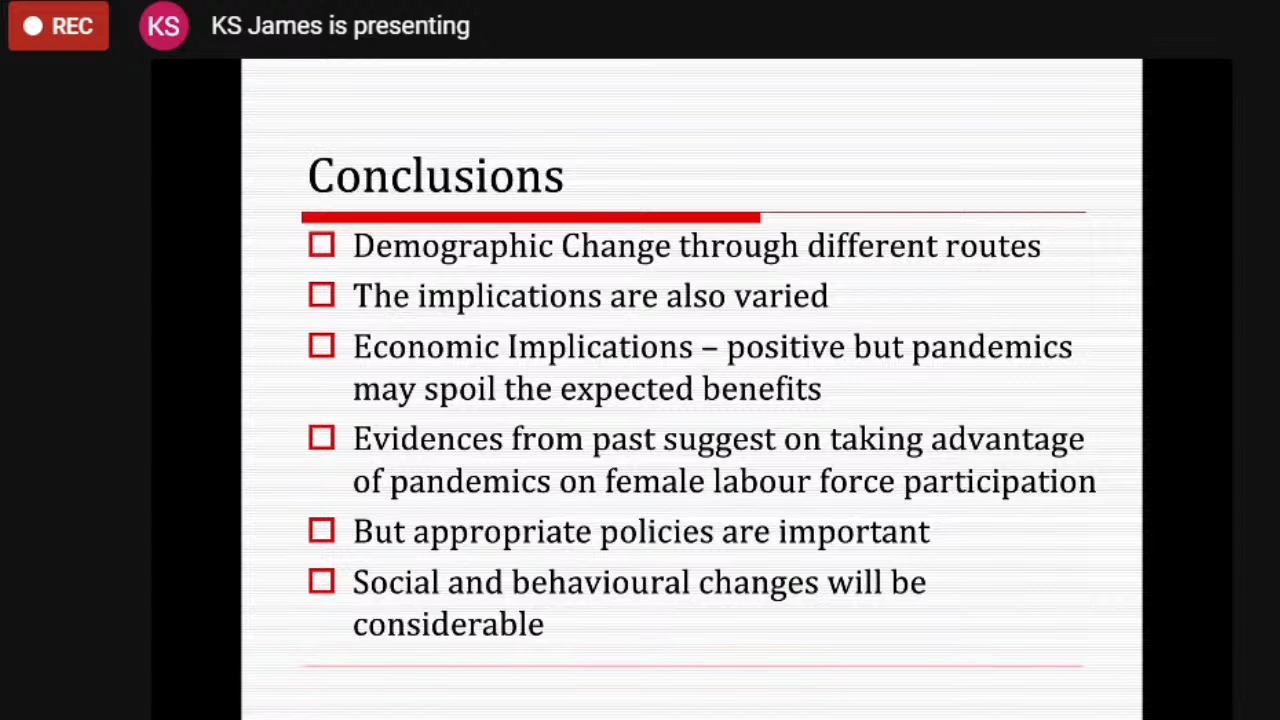 REC
KS
KS James is presenting
Conclusions
Demographic Change through different routes
The implications are also varied
Economic Implications – positive but pandemics
may spoil the expected benefits
Evidences from past suggest on taking advantage
of pandemics on female labour force participation
But appropriate policies are important
Social and behavioural changes will be
considerable